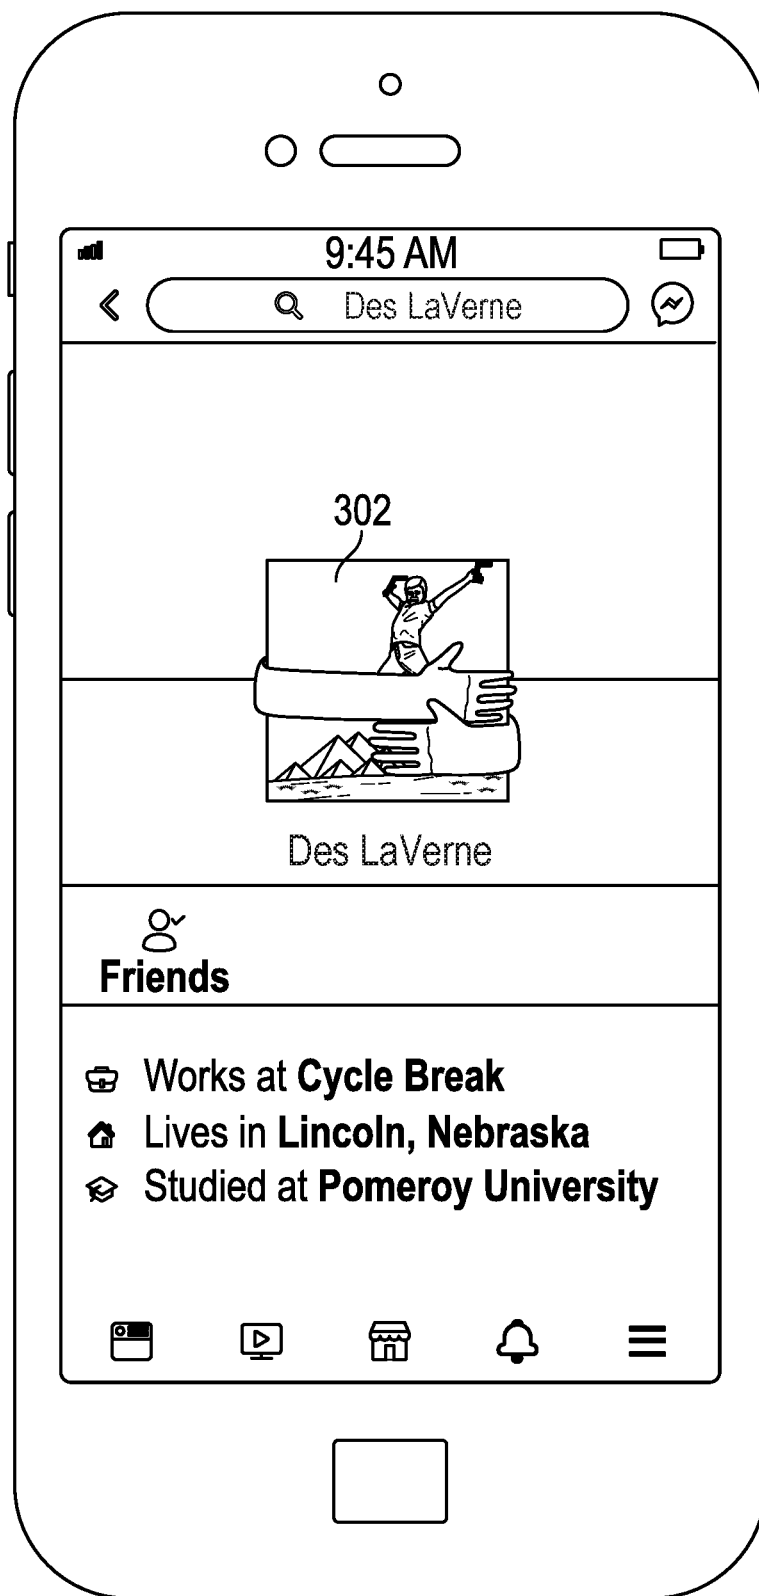 9:45 AM
Des LaVerne
302
Des LaVerne
Friends
Works at Cycle Break
Lives in Lincoln, Nebraska
Studied at Pomeroy University